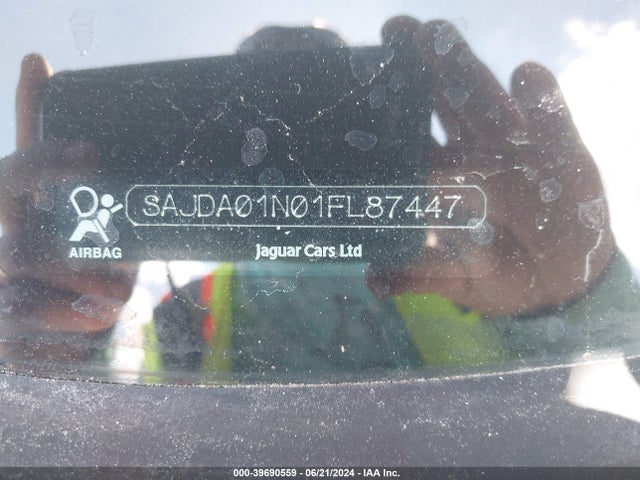 SAJDA01N01FL87447
AIRBAG
Jaguar Cars Ltd
000-39690559 - 06/21/2024 - IAA Inc.